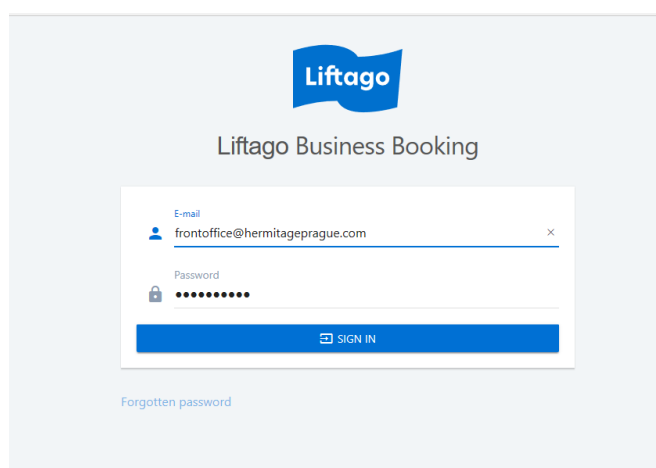 Liftago
Liftago Business Booking
E-mail
frontoffice@hermitageprague.com
Password
••••••••••
SIGN IN
Forgotten password